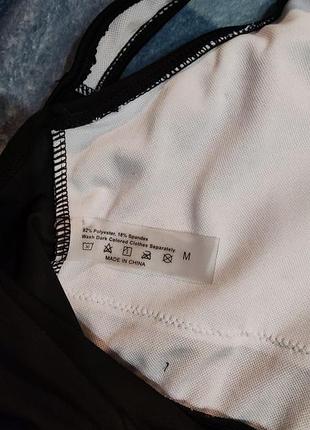 82% Polyester, 18% Spandex
Wash Dark Colored Clothes Separately
M
MADE IN CHINA